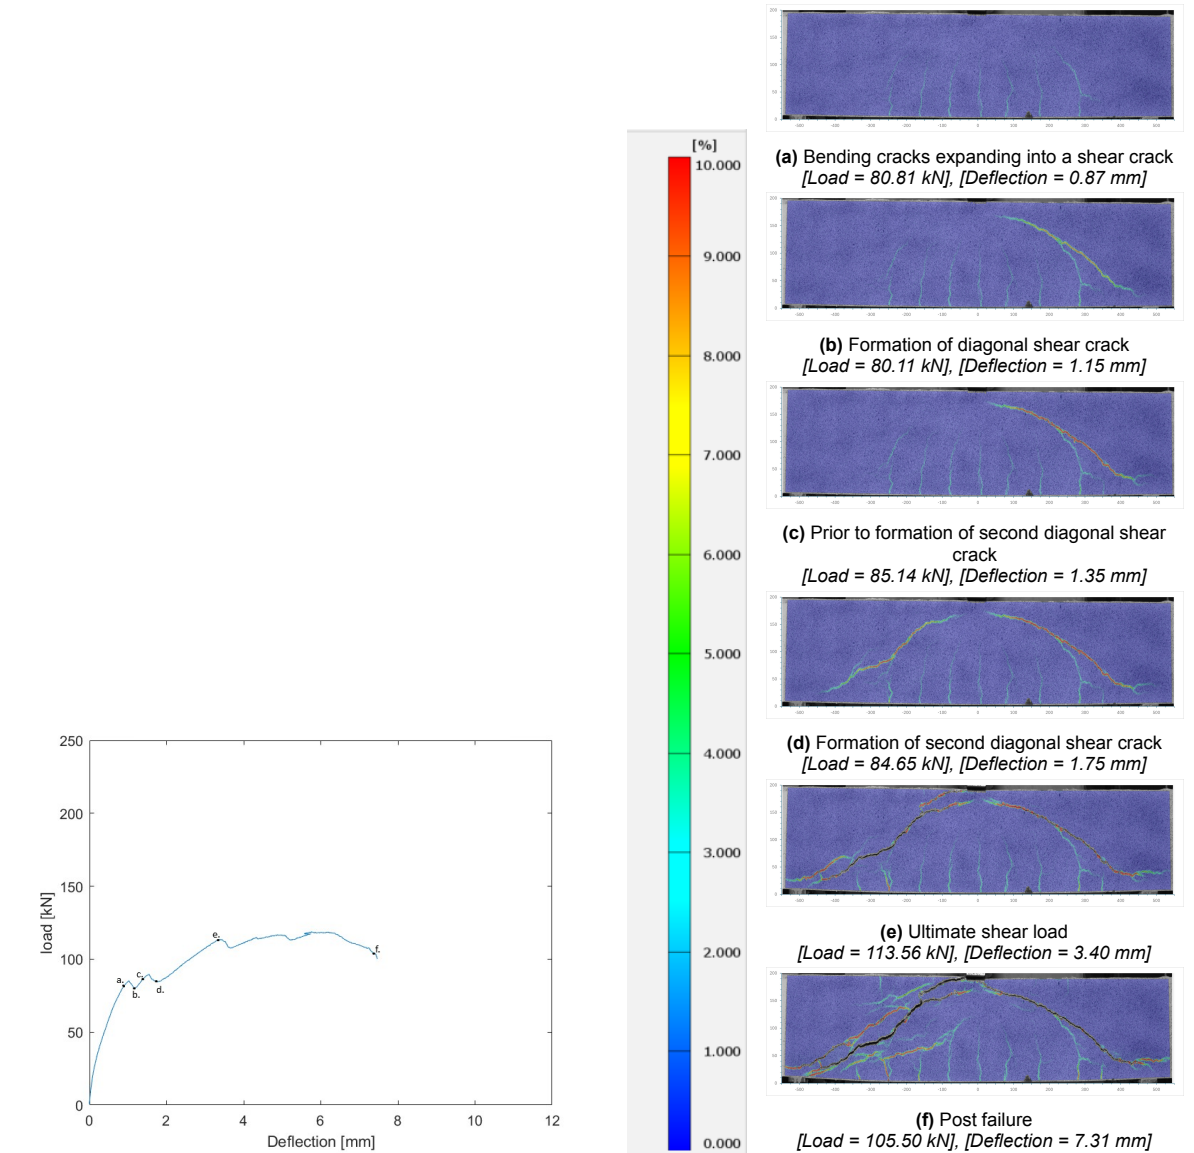 [%]
10.000
9.000
8.000
7.000
6.000
5.000
4.000
3.000
2.000
1.000
0.000
250
200
150
100
50
0
0 2 4 6 8 10 12
load [kN]
Deflection [mm]
a.
b.
c.
d.
e.
f.
(a) Bending cracks expanding into a shear crack
[Load = 80.81 kN], [Deflection = 0.87 mm]
(b) Formation of diagonal shear crack
[Load = 80.11 kN], [Deflection = 1.15 mm]
(c) Prior to formation of second diagonal shear
crack
[Load = 85.14 kN], [Deflection = 1.35 mm]
(d) Formation of second diagonal shear crack
[Load = 84.65 kN], [Deflection = 1.75 mm]
(e) Ultimate shear load
[Load = 113.56 kN], [Deflection = 3.40 mm]
(f) Post failure
[Load = 105.50 kN], [Deflection = 7.31 mm]